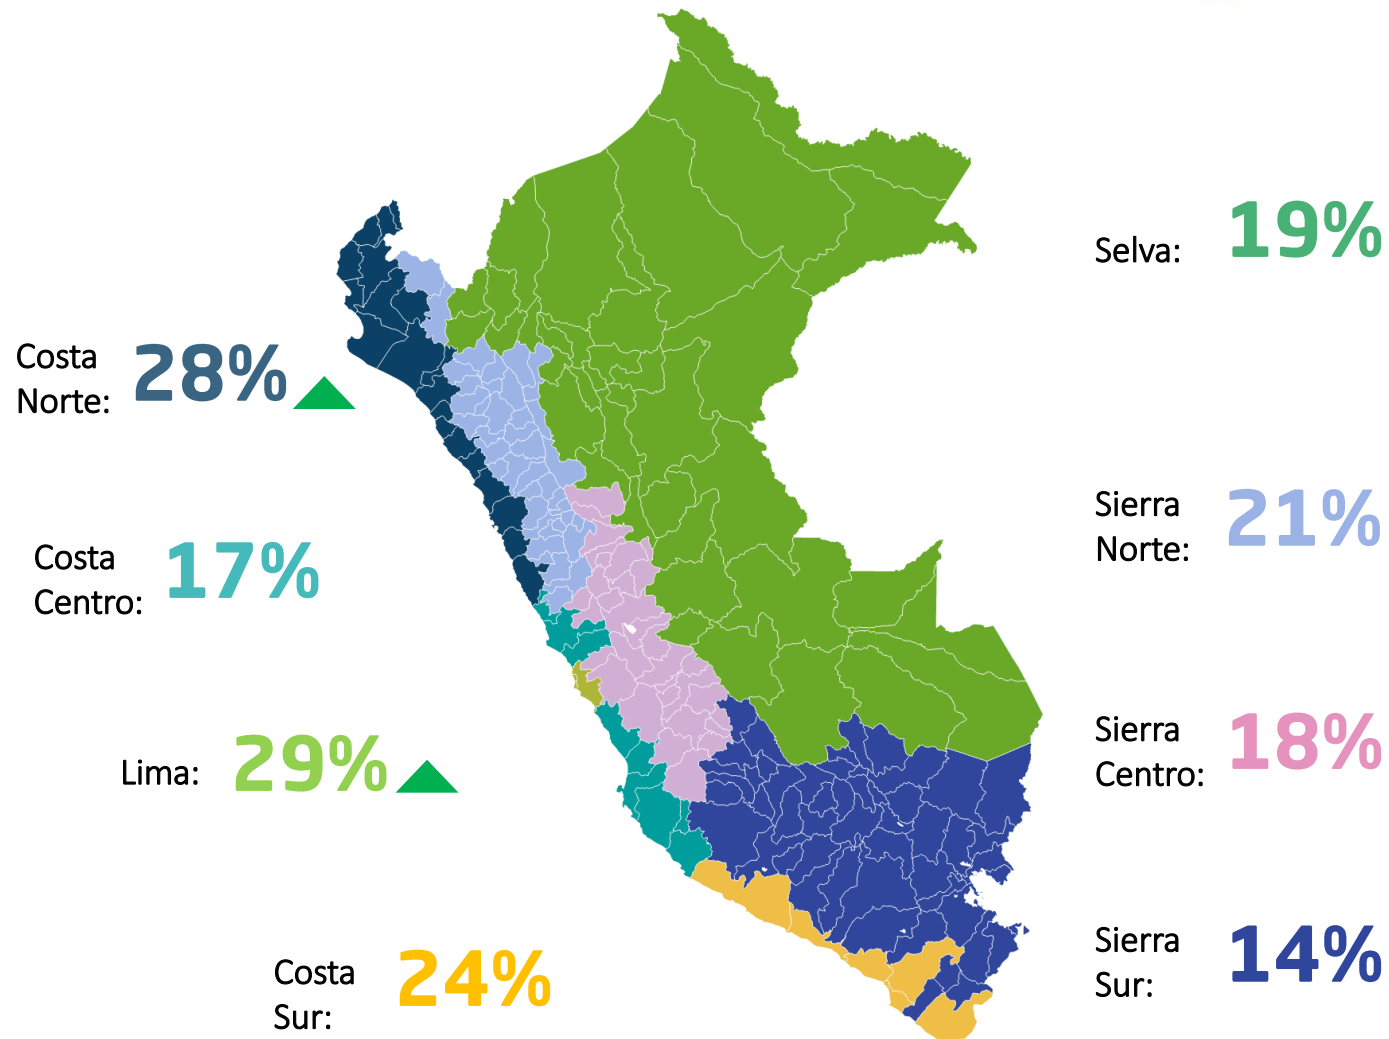 Selva: 19%
Costa
Norte: 28%
Sierra
Norte: 21%
Costa
Centro: 17%
Sierra
Centro: 18%
Lima: 29%
Sierra
Sur: 14%
Costa
Sur: 24%